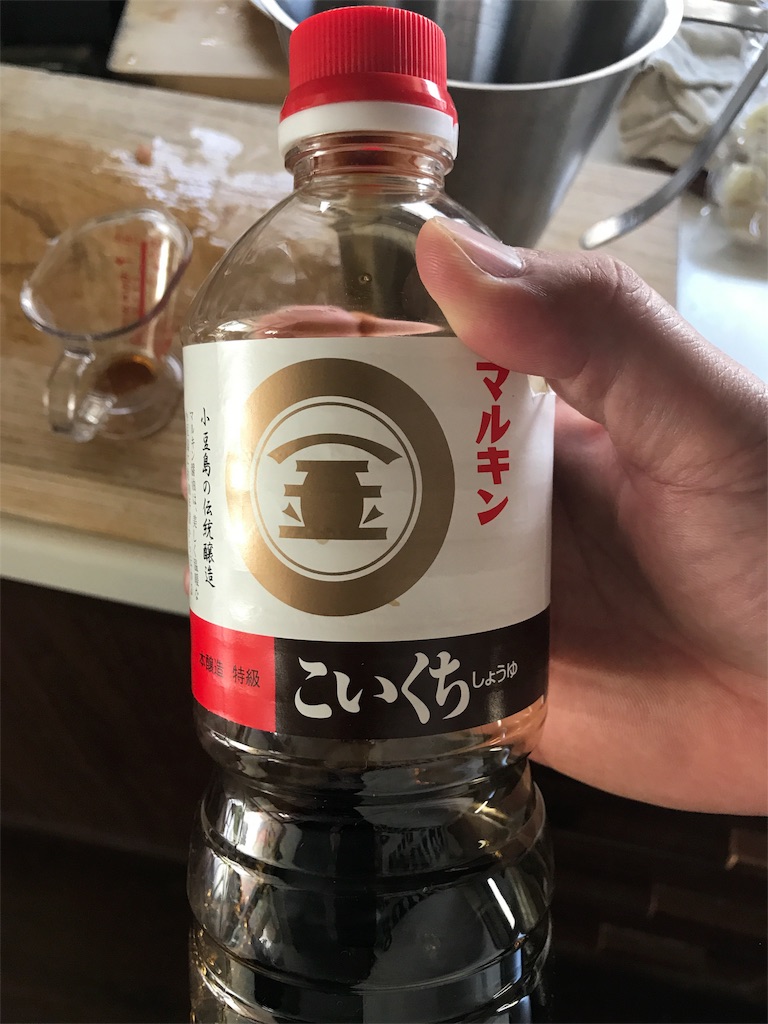 マルキン
小豆島の伝統醸造
本醸造 特級
こいくち しょうゆ